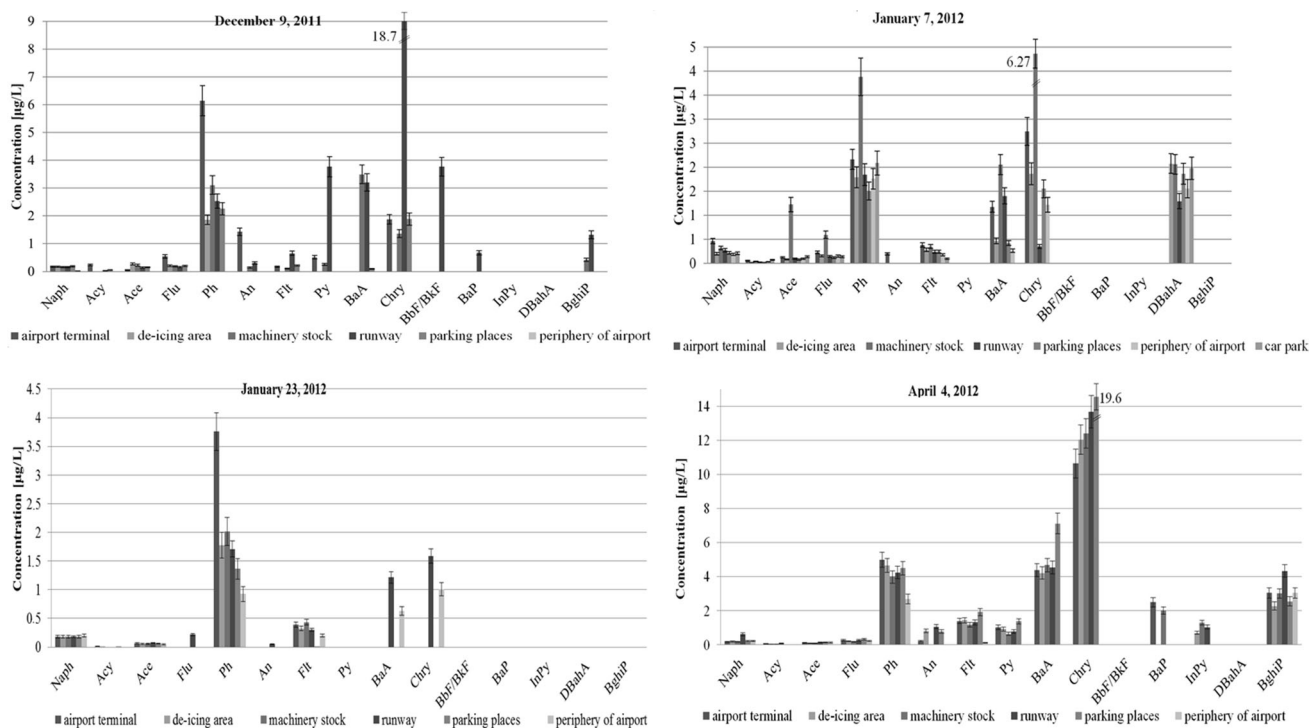 December 9, 2011
Concentration [µg/L]
9
8
7
6
5
4
3
2
1
0
18.7
Naph Acy Ace Flu Ph An Flt Py BaA Chry BbF/BkF BaP InPy DBahA BghiP
airport terminal de-icing area machinery stock runway parking places periphery of airport
January 7, 2012
Concentration [µg/L]
5
4
4
3
3
2
2
1
1
0
6.27
Naph Acy Ace Flu Ph An Flt Py BaA Chry BbF/BkF BaP InPy DBahA BghiP
airport terminal de-icing area machinery stock runway parking places periphery of airport car park
January 23, 2012
Concentration [µg/L]
4.5
4
3.5
3
2.5
2
1.5
1
0.5
0
Naph Acy Ace Flu Ph An Flt Py BaA Chry BbF/BkF BaP InPy DBahA BghiP
airport terminal de-icing area machinery stock runway parking places periphery of airport
April 4, 2012
Concentration [µg/L]
14
12
10
8
6
4
2
0
19.6
Naph Acy Ace Flu Ph An Flt Py BaA Chry BbF/BkF BaP InPy DBahA BghiP
airport terminal de-icing area machinery stock runway parking places periphery of airport